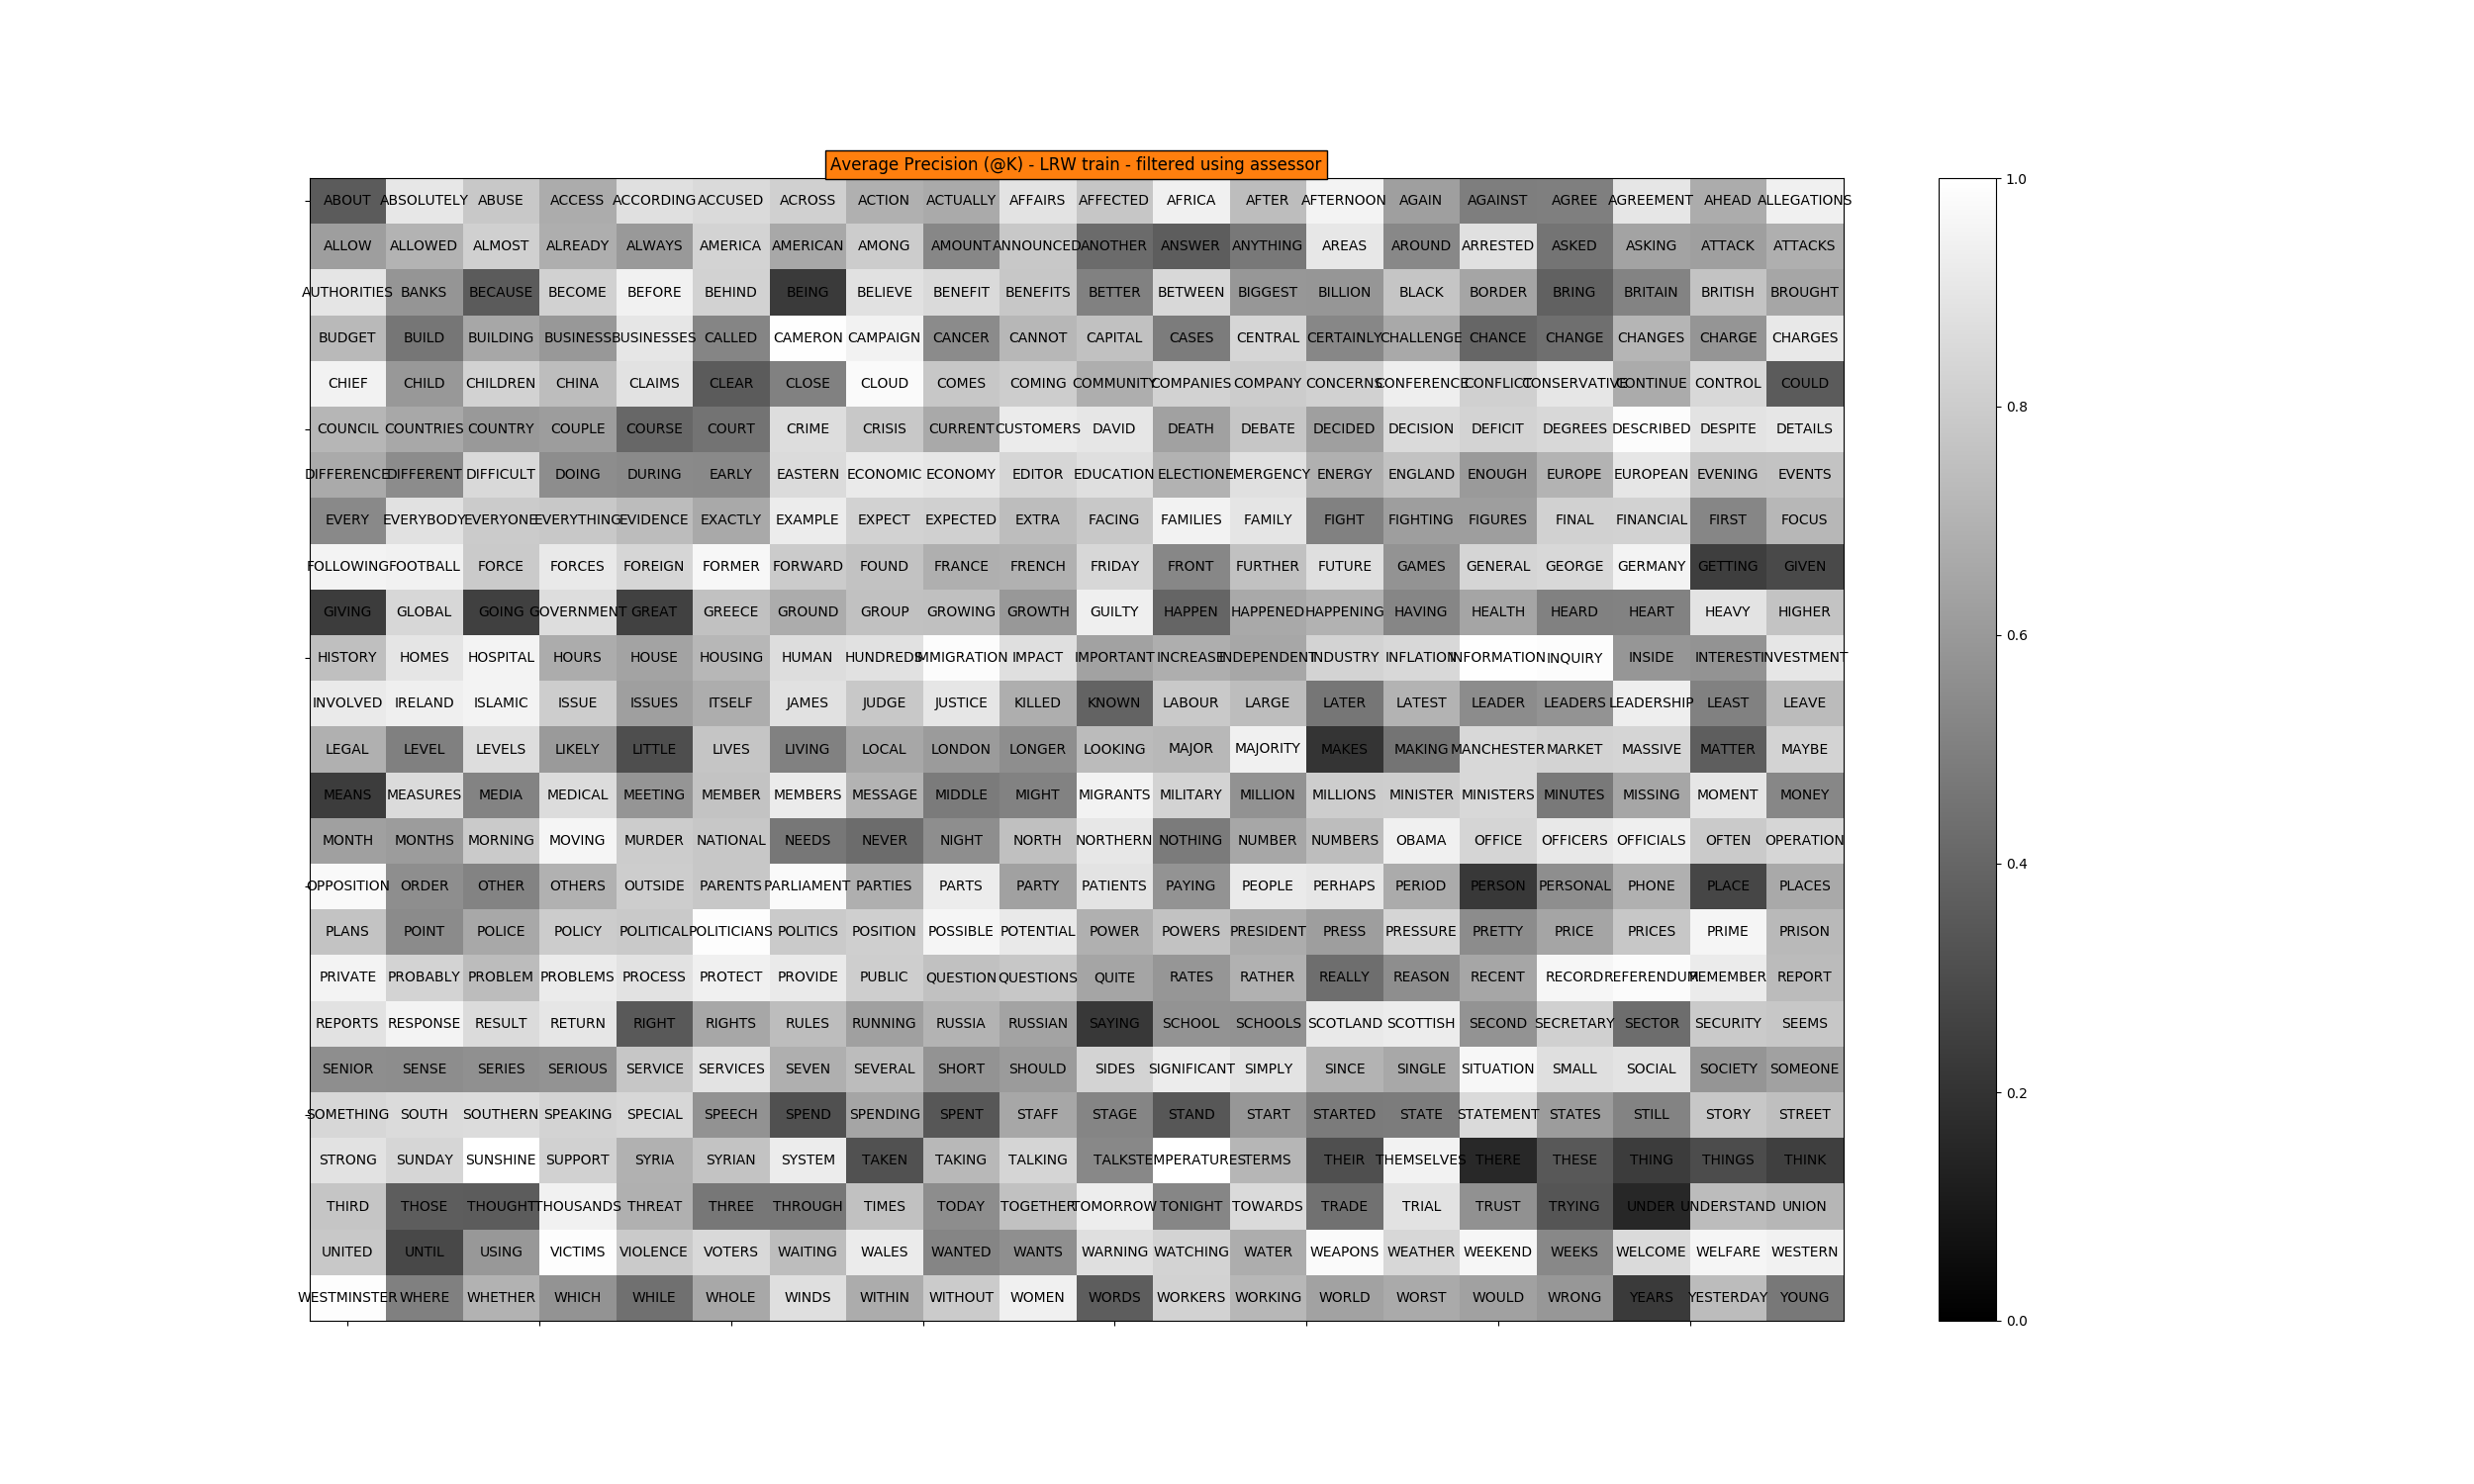 Average Precision (@K) - LRW train - filtered using assessor
ABOUT ABSOLUTELY ABUSE ACCESS ACCORDING ACCUSED ACROSS ACTION ACTUALLY AFFAIRS AFFECTED AFRICA AFTER AFTERNOON AGAIN AGAINST AGREE AGREEMENT AHEAD ALLEGATIONS
ALLOW ALLOWED ALMOST ALREADY ALWAYS AMERICA AMERICAN AMONG AMOUNT ANNOUNCED ANOTHER ANSWER ANYTHING AREAS AROUND ARRESTED ASKED ASKING ATTACK ATTACKS
AUTHORITIES BANKS BECAUSE BECOME BEFORE BEHIND BEING BELIEVE BENEFIT BENEFITS BETTER BETWEEN BIGGEST BILLION BLACK BORDER BRING BRITAIN BRITISH BROUGHT
BUDGET BUILD BUILDING BUSINESS BUSINESSES CALLED CAMERON CAMPAIGN CANCER CANNOT CAPITAL CASES CENTRAL CERTAINLY CHALLENGE CHANCE CHANGE CHANGES CHARGE CHARGES
CHIEF CHILD CHILDREN CHINA CLAIMS CLEAR CLOSE CLOUD COMES COMING COMMUNITY COMPANIES COMPANY CONCERNS CONFERENCE CONFLICT CONSERVATIVE CONTINUE CONTROL COULD
COUNCIL COUNTRIES COUNTRY COUPLE COURSE COURT CRIME CRISIS CURRENT CUSTOMERS DAVID DEATH DEBATE DECIDED DECISION DEFICIT DEGREES DESCRIBED DESPITE DETAILS
DIFFERENCE DIFFERENT DIFFICULT DOING DURING EARLY EASTERN ECONOMIC ECONOMY EDITOR EDUCATION ELECTION EMERGENCY ENERGY ENGLAND ENOUGH EUROPE EUROPEAN EVENING EVENTS
EVERY EVERYBODY EVERYONE EVERYTHING EVIDENCE EXACTLY EXAMPLE EXPECT EXPECTED EXTRA FACING FAMILIES FAMILY FIGHT FIGHTING FIGURES FINAL FINANCIAL FIRST FOCUS
FOLLOWING FOOTBALL FORCE FORCES FOREIGN FORMER FORWARD FOUND FRANCE FRENCH FRIDAY FRONT FURTHER FUTURE GAMES GENERAL GEORGE GERMANY GETTING GIVEN
GIVING GLOBAL GOING GOVERNMENT GREAT GREECE GROUND GROUP GROWING GROWTH GUILTY HAPPEN HAPPENED HAPPENING HAVING HEALTH HEARD HEART HEAVY HIGHER
HISTORY HOMES HOSPITAL HOURS HOUSE HOUSING HUMAN HUNDREDS IMMIGRATION IMPACT IMPORTANT INCREASE INDEPENDENT INDUSTRY INFLATION INFORMATION INQUIRY INSIDE INTEREST INVESTMENT
INVOLVED IRELAND ISLAMIC ISSUE ISSUES ITSELF JAMES JUDGE JUSTICE KILLED KNOWN LABOUR LARGE LATER LATEST LEADER LEADERS LEADERSHIP LEAST LEAVE
LEGAL LEVEL LEVELS LIKELY LITTLE LIVES LIVING LOCAL LONDON LONGER LOOKING MAJOR MAJORITY MAKES MAKING MANCHESTER MARKET MASSIVE MATTER MAYBE
MEANS MEASURES MEDIA MEDICAL MEETING MEMBER MEMBERS MESSAGE MIDDLE MIGHT MIGRANTS MILITARY MILLION MILLIONS MINISTER MINISTERS MINUTES MISSING MOMENT MONEY
MONTH MONTHS MORNING MOVING MURDER NATIONAL NEEDS NEVER NIGHT NORTH NORTHERN NOTHING NUMBER NUMBERS OBAMA OFFICE OFFICERS OFFICIALS OFTEN OPERATION
OPPOSITION ORDER OTHER OTHERS OUTSIDE PARENTS PARLIAMENT PARTIES PARTS PARTY PATIENTS PAYING PEOPLE PERHAPS PERIOD PERSON PERSONAL PHONE PLACE PLACES
PLANS POINT POLICE POLICY POLITICAL POLITICIANS POLITICS POSITION POSSIBLE POTENTIAL POWER POWERS PRESIDENT PRESS PRESSURE PRETTY PRICE PRICES PRIME PRISON
PRIVATE PROBABLY PROBLEM PROBLEMS PROCESS PROTECT PROVIDE PUBLIC QUESTION QUESTIONS QUITE RATES RATHER REALLY REASON RECENT RECORD REFERENDUM REMEMBER REPORT
REPORTS RESPONSE RESULT RETURN RIGHT RIGHTS RULES RUNNING RUSSIA RUSSIAN SAYING SCHOOL SCHOOLS SCOTLAND SCOTTISH SECOND SECRETARY SECTOR SECURITY SEEMS
SENIOR SENSE SERIES SERIOUS SERVICE SERVICES SEVEN SEVERAL SHORT SHOULD SIDES SIGNIFICANT SIMPLY SINCE SINGLE SITUATION SMALL SOCIAL SOCIETY SOMEONE
SOMETHING SOUTH SOUTHERN SPEAKING SPECIAL SPEECH SPEND SPENDING SPENT STAFF STAGE STAND START STARTED STATE STATEMENT STATES STILL STORY STREET
STRONG SUNDAY SUNSHINE SUPPORT SYRIA SYRIAN SYSTEM TAKEN TAKING TALKING TALKS TEMPERATURES TERMS THEIR THEMSELVES THERE THESE THING THINGS THINK
THIRD THOSE THOUGHT THOUSANDS THREAT THREE THROUGH TIMES TODAY TOGETHER TOMORROW TONIGHT TOWARDS TRADE TRIAL TRUST TRYING UNDER UNDERSTAND UNION
UNITED UNTIL USING VICTIMS VIOLENCE VOTERS WAITING WALES WANTED WANTS WARNING WATCHING WATER WEAPONS WEATHER WEEKEND WEEKS WELCOME WELFARE WESTERN
WESTMINSTER WHERE WHETHER WHICH WHILE WHOLE WINDS WITHIN WITHOUT WOMEN WORDS WORKERS WORKING WORLD WORST WOULD WRONG YEARS YESTERDAY YOUNG
1.0
0.8
0.6
0.4
0.2
0.0